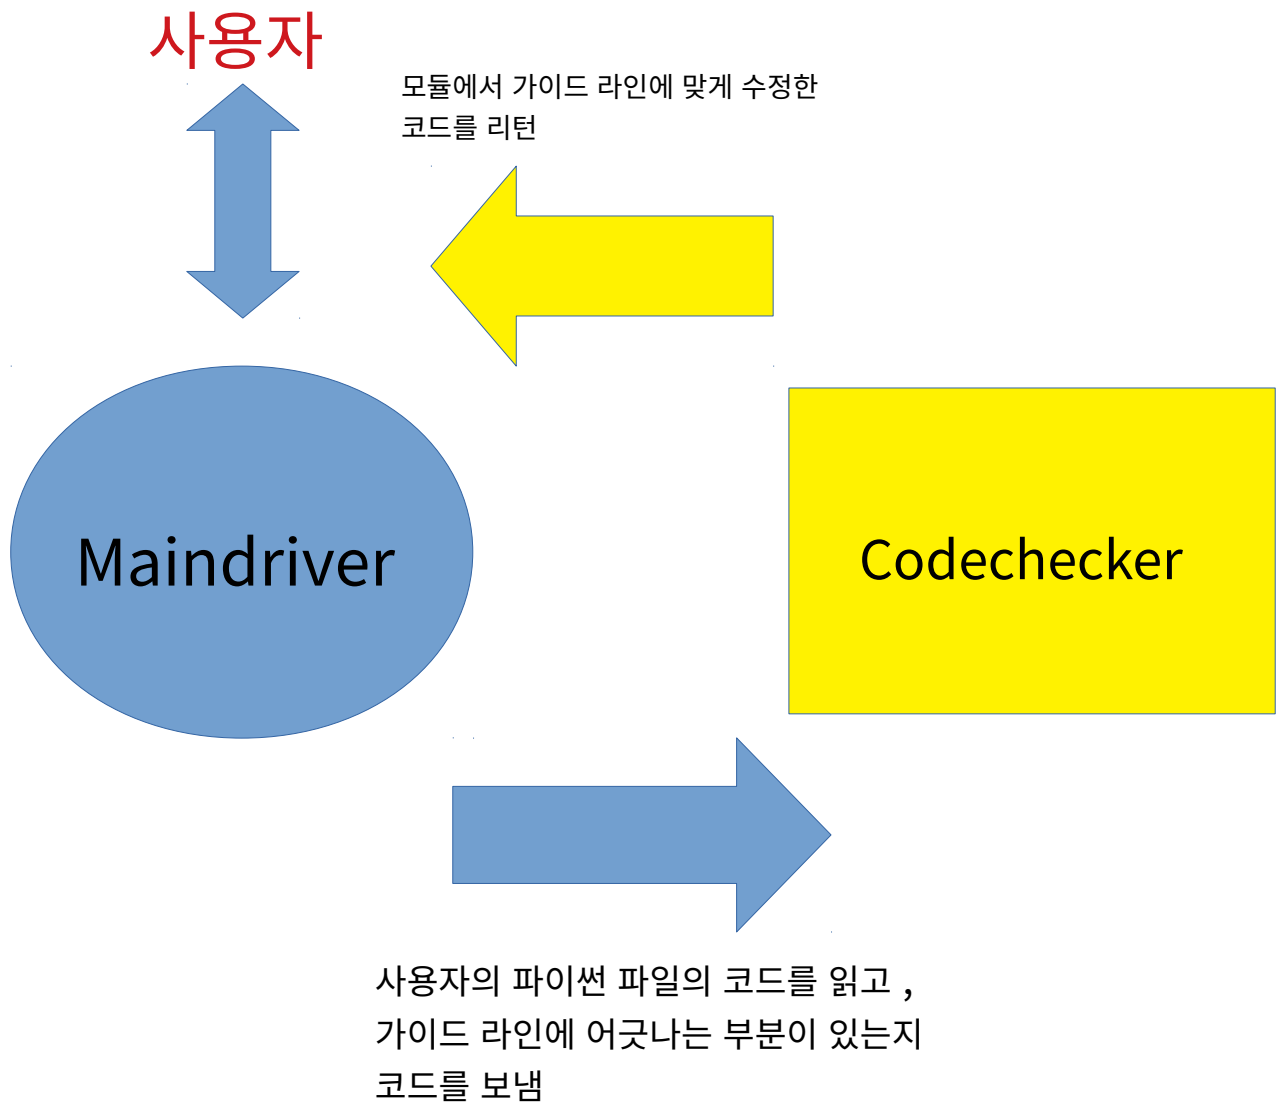 사용자
모듈에서 가이드 라인에 맞게 수정한
코드를 리턴
Maindriver
Codechecker
사용자의 파이썬 파일의 코드를 읽고 ,
가이드 라인에 어긋나는 부분이 있는지
코드를 보냄